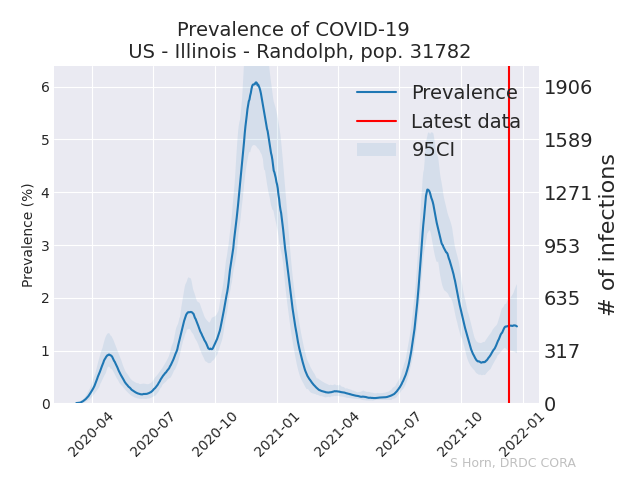 Prevalence of COVID-19
US - Illinois - Randolph, pop. 31782
Prevalence (%)
6
5
4
3
2
1
0
Prevalence
Latest data
95CI
1906
1589
1271
953
635
317
0
# of infections
2020-04
2020-07
2020-10
2021-01
2021-04
2021-07
2021-10
2022-01
S Horn, DRDC CORA